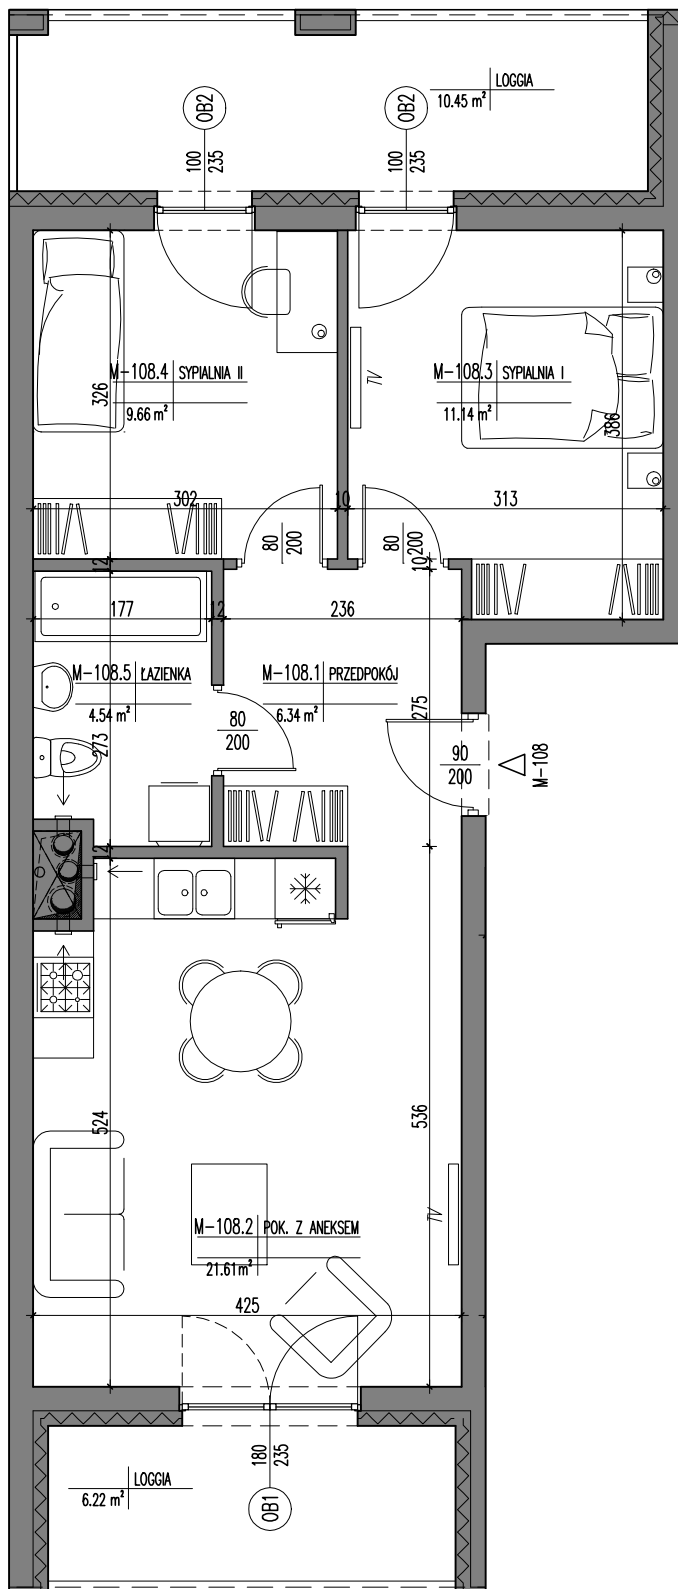 LOGGIA
10.45 m²
OB2
OB2
100
235
100
235
M-108.4 SYPIALNIA II
9.66 m²
326
TV
M-108.3 SYPIALNIA I
11.14 m²
386
302
10
313
80
200
80
200
12
10
177
12
236
M-108.5 ŁAZIENKA
4.54 m²
273
M-108.1 PRZEDPOKÓJ
6.34 m²
275
80
200
90
200
M-108
12
524
536
TV
M-108.2 POK. Z ANEKSEM
21.61m²
425
180
235
LOGGIA
6.22 m²
OB1